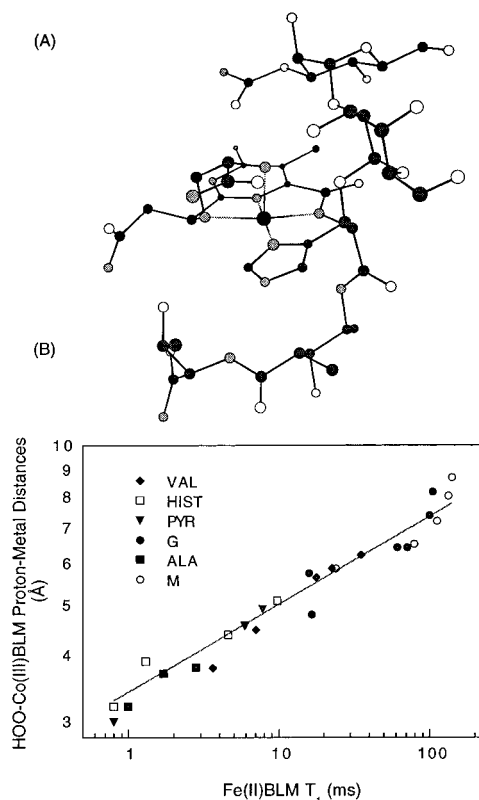 (A)
(B)
10
9
8
7
6
5
4
3
HOO-Co(III)BLM Proton-Metal Distances
(Å)
VAL
HIST
PYR
G
ALA
M
1
10
100
Fe(II)BLM T₁ (ms)